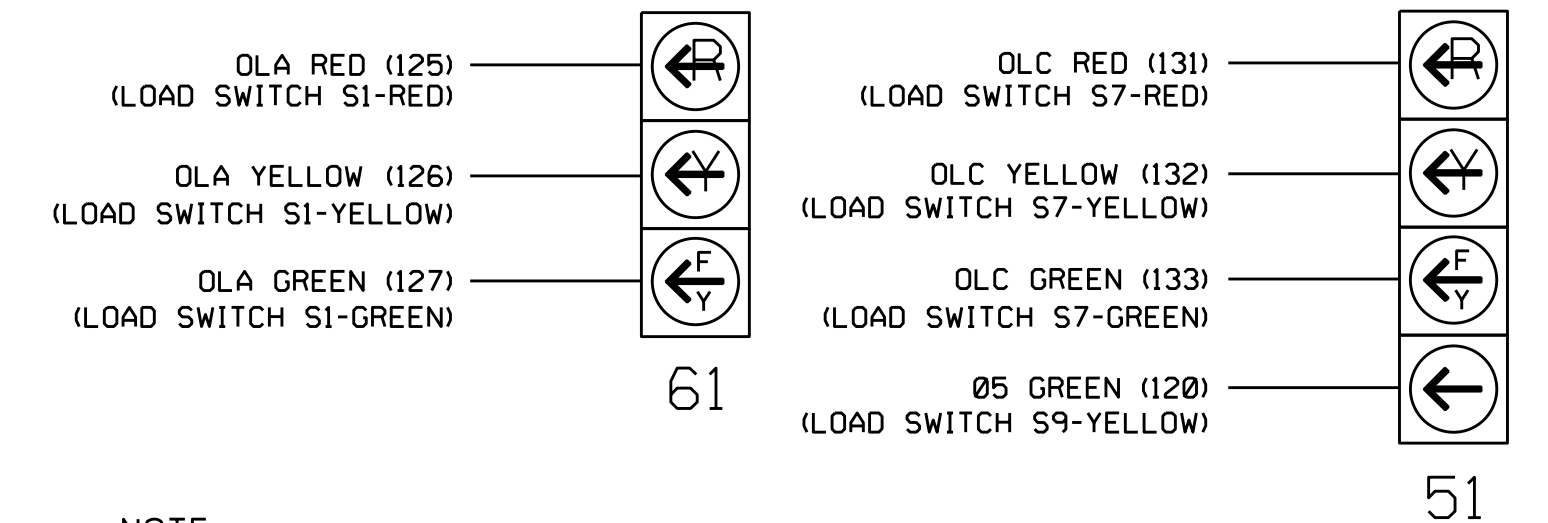 OLA RED (125)
(LOAD SWITCH S1-RED)
R
OLA YELLOW (126)
(LOAD SWITCH S1-YELLOW)
Y
OLA GREEN (127)
(LOAD SWITCH S1-GREEN)
F
Y
61
OLC RED (131)
(LOAD SWITCH S7-RED)
R
OLC YELLOW (132)
(LOAD SWITCH S7-YELLOW)
Y
OLC GREEN (133)
(LOAD SWITCH S7-GREEN)
F
Y
Ø5 GREEN (120)
(LOAD SWITCH S9-YELLOW)
51
NOTE